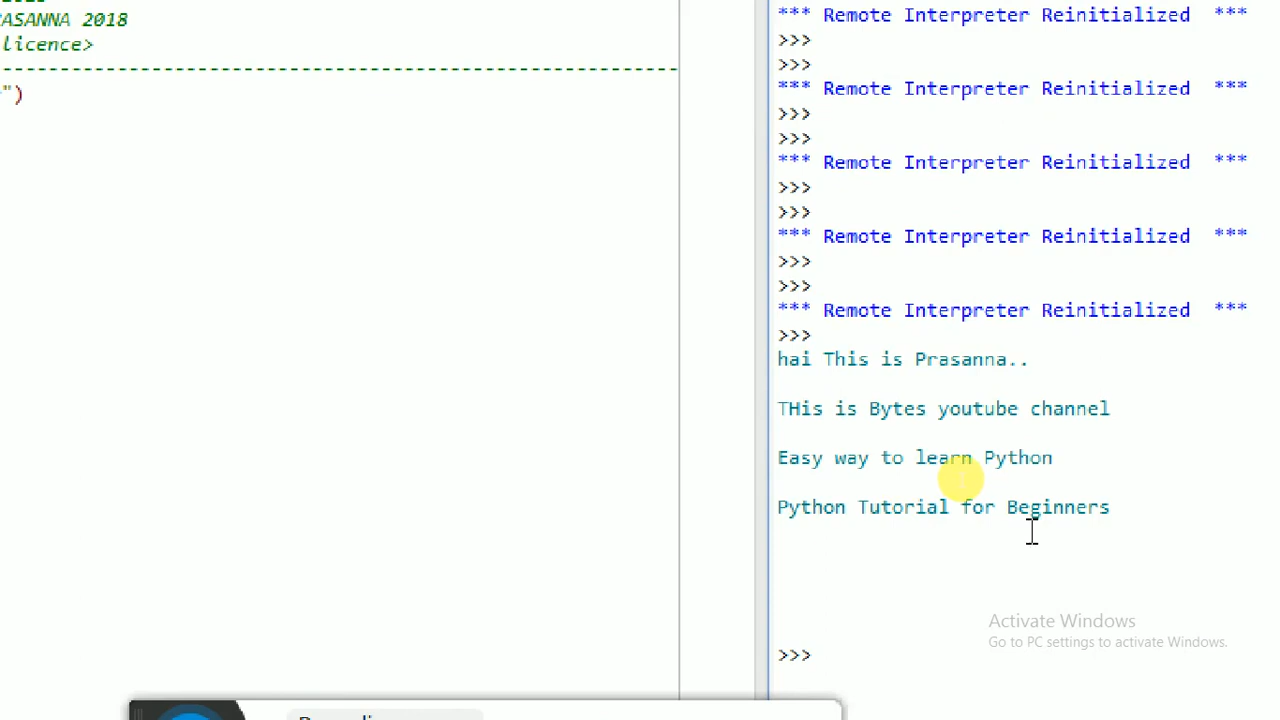 ASANNA 2018
licence>
-----------------------------------------------------------
")
*** Remote Interpreter Reinitialized ***
>>>
>>>
*** Remote Interpreter Reinitialized ***
>>>
>>>
*** Remote Interpreter Reinitialized ***
>>>
>>>
*** Remote Interpreter Reinitialized ***
>>>
>>>
*** Remote Interpreter Reinitialized ***
>>>
hai This is Prasanna..
THis is Bytes youtube channel
Easy way to learn Python
Python Tutorial for Beginners
Activate Windows
Go to PC settings to activate Windows.
>>>